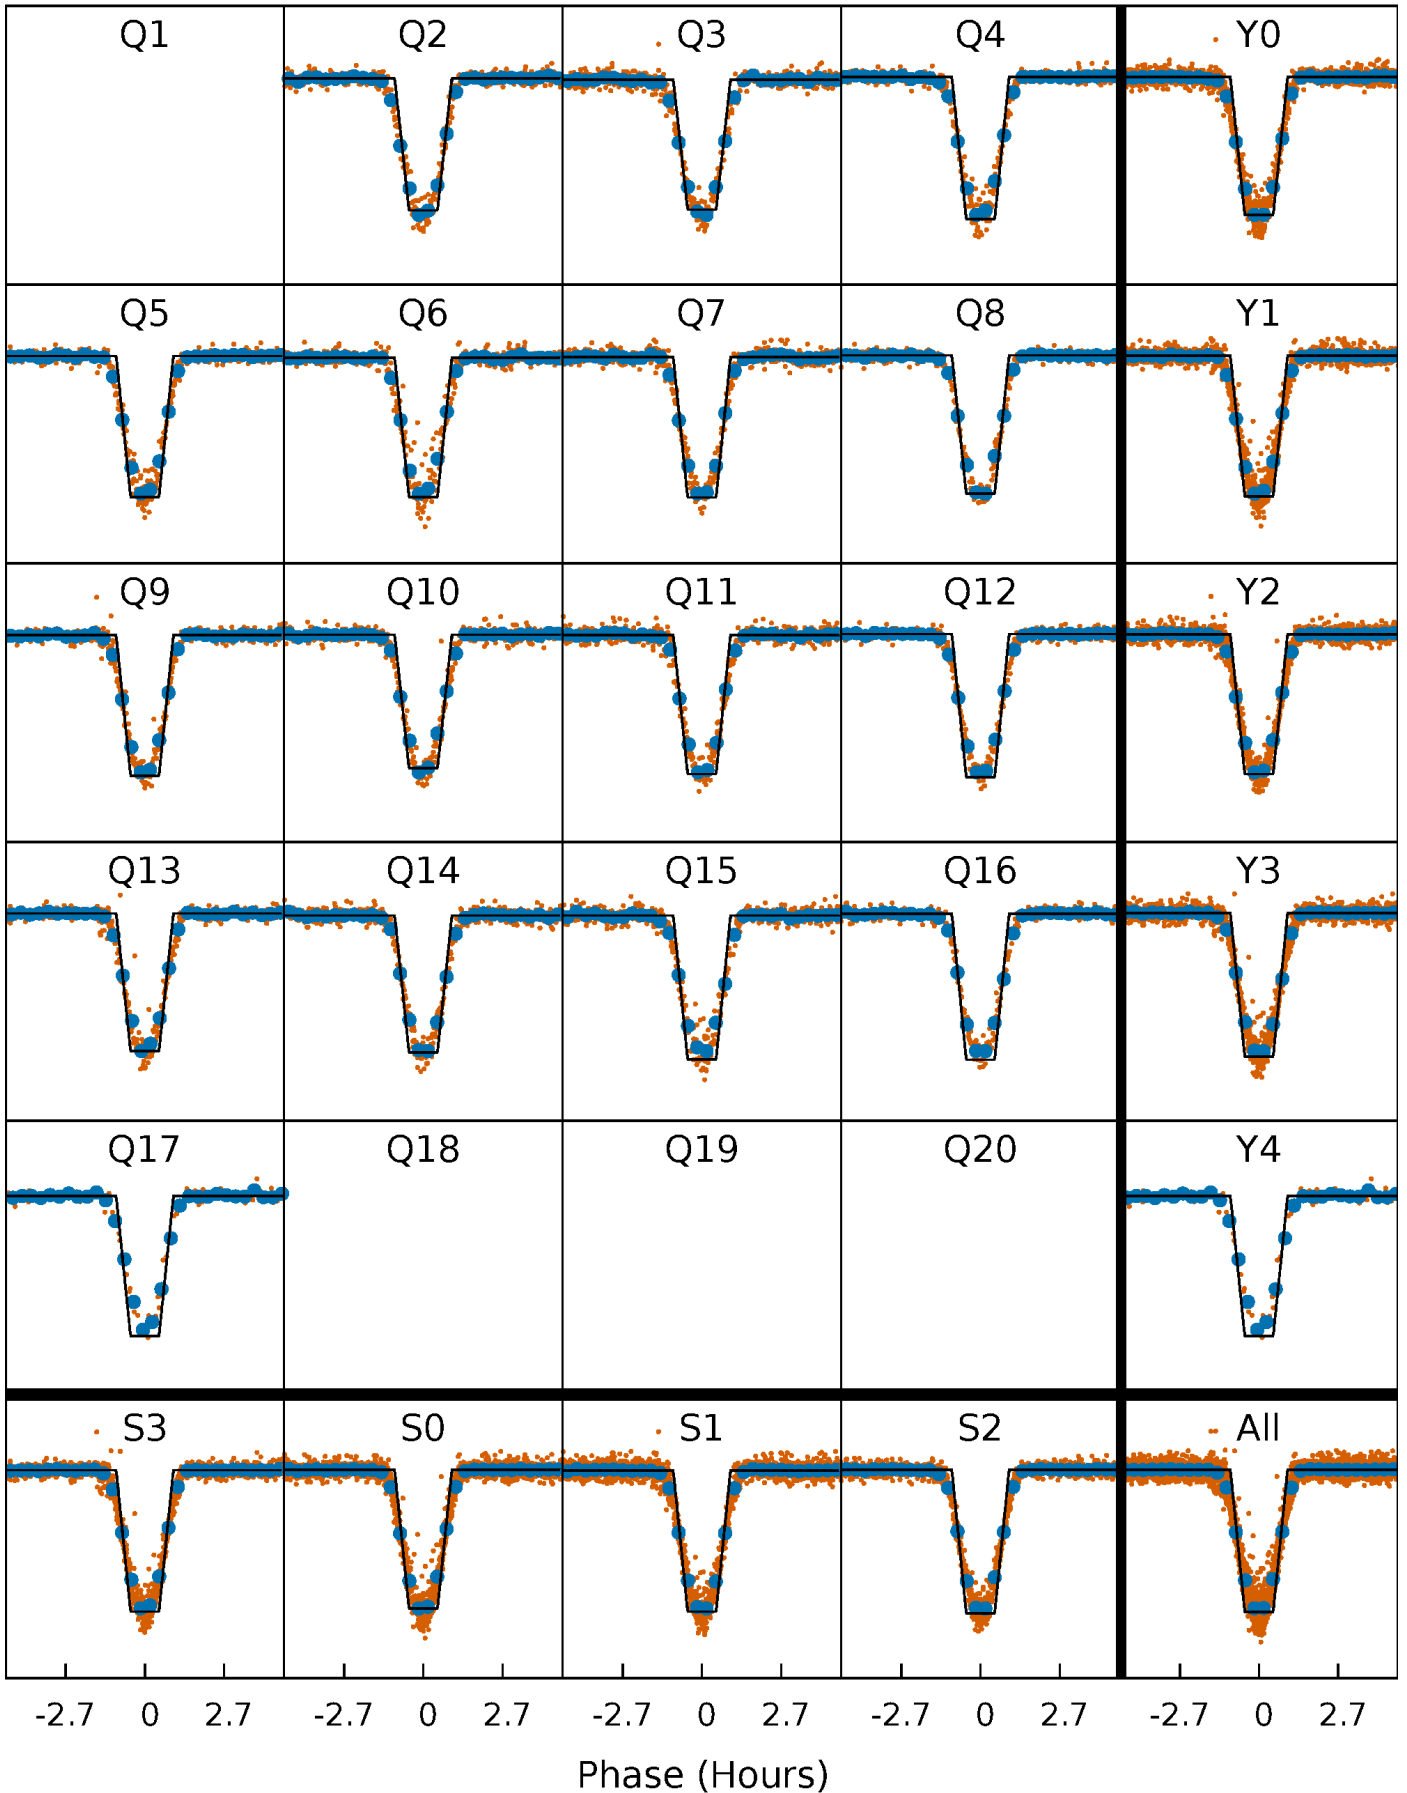 Q1 Q2 Q3 Q4 Y0
Q5 Q6 Q7 Q8 Y1
Q9 Q10 Q11 Q12 Y2
Q13 Q14 Q15 Q16 Y3
Q17 Q18 Q19 Q20 Y4
S3 S0 S1 S2 All
-2.7 0 2.7 -2.7 0 2.7 -2.7 0 2.7 -2.7 0 2.7 -2.7 0 2.7
Phase (Hours)